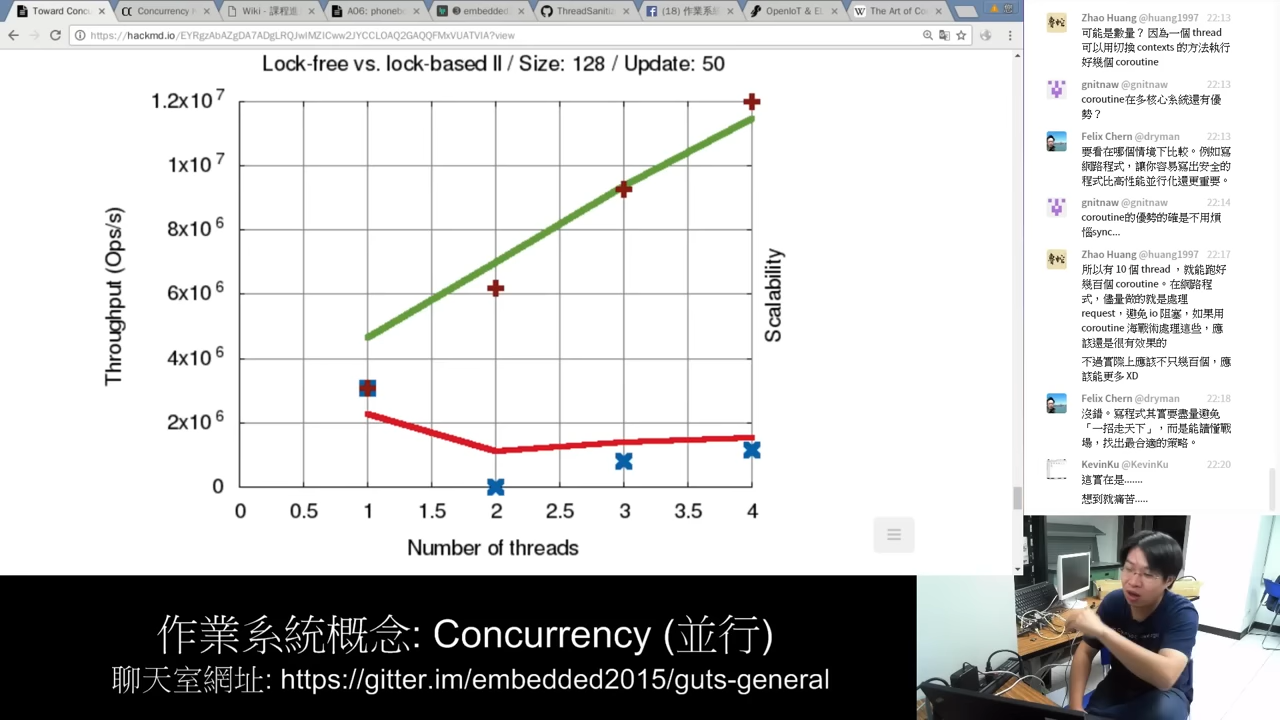 Toward Concu
Concurrency
Wiki - 課程進
A06: phoneb
embedded
ThreadSanitiz
(18) 作業系統
OpenIoT & EL
The Art of Co
https://hackmd.io/EYRgzAbAZgDA7ADgLRQJwIMZICww2IYCCLOAQ2GAQQFMxVUATVIA?view
Lock-free vs. lock-based II / Size: 128 / Update: 50
1.2x10^7
1x10^7
8x10^6
6x10^6
4x10^6
2x10^6
0
Throughput (Ops/s)
Scalability
0 0.5 1 1.5 2 2.5 3 3.5 4
Number of threads
Zhao Huang @huang1997 22:13
可能是數量？ 因為一個 thread
可以用切換 contexts 的方法執行
好幾個 coroutine
gnitnaw @gnitnaw 22:13
coroutine在多核心系統還有優
勢？
Felix Chern @dryman 22:13
要看在哪個情境下比較。例如寫
網路程式，讓你容易寫出安全的
程式比高性能並行化還更重要。
gnitnaw @gnitnaw 22:14
coroutine的優勢的確是不用煩
惱sync...
Zhao Huang @huang1997 22:17
所以有 10 個 thread ，就能跑好
幾百個 coroutine。在網路程
式，儘量做的就是處理
request，避免 io 阻塞，如果用
coroutine 海戰術處理這些，應
該還是很有效果的
不過實際上應該不只幾百個，應
該能更多 XD
Felix Chern @dryman 22:18
沒錯。寫程式其實要盡量避免
「一招走天下」，而是能讀懂戰
場，找出最合適的策略。
KevinKu @KevinKu 22:20
這實在是.......
想到就痛苦.....
作業系統概念: Concurrency (並行)
聊天室網址: https://gitter.im/embedded2015/guts-general